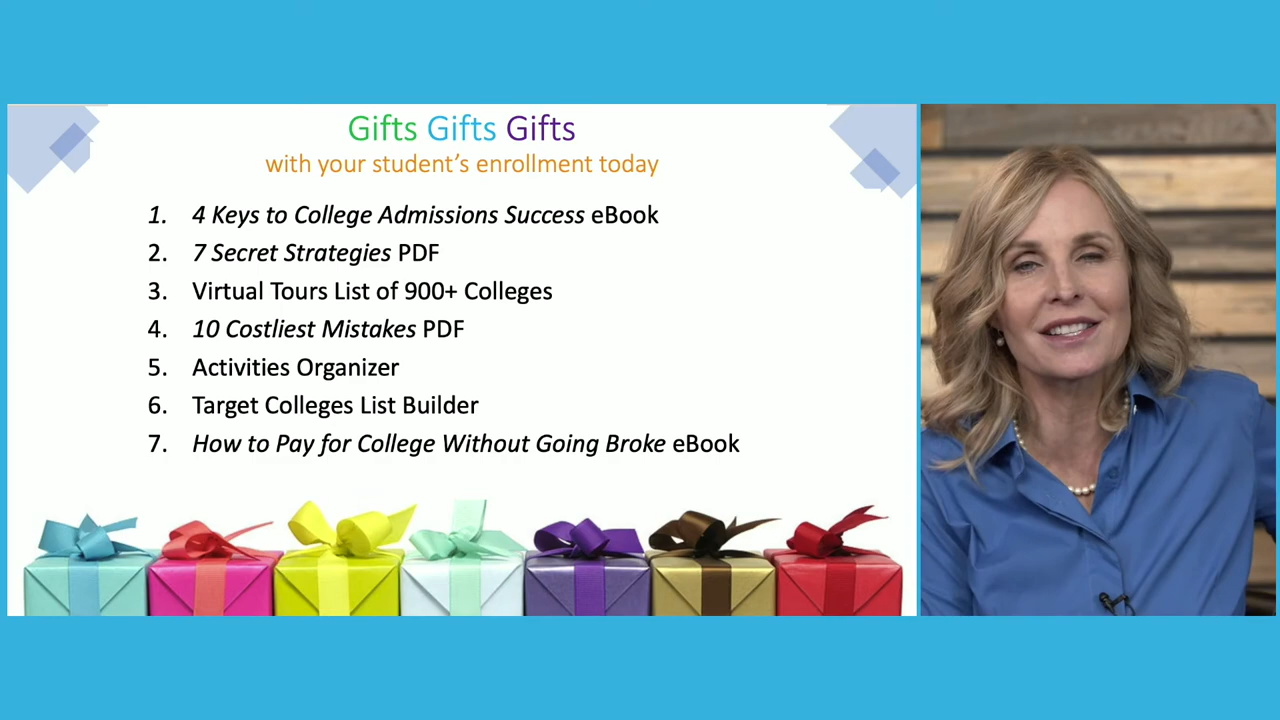 Gifts Gifts Gifts
with your student’s enrollment today
1. 4 Keys to College Admissions Success eBook
2. 7 Secret Strategies PDF
3. Virtual Tours List of 900+ Colleges
4. 10 Costliest Mistakes PDF
5. Activities Organizer
6. Target Colleges List Builder
7. How to Pay for College Without Going Broke eBook